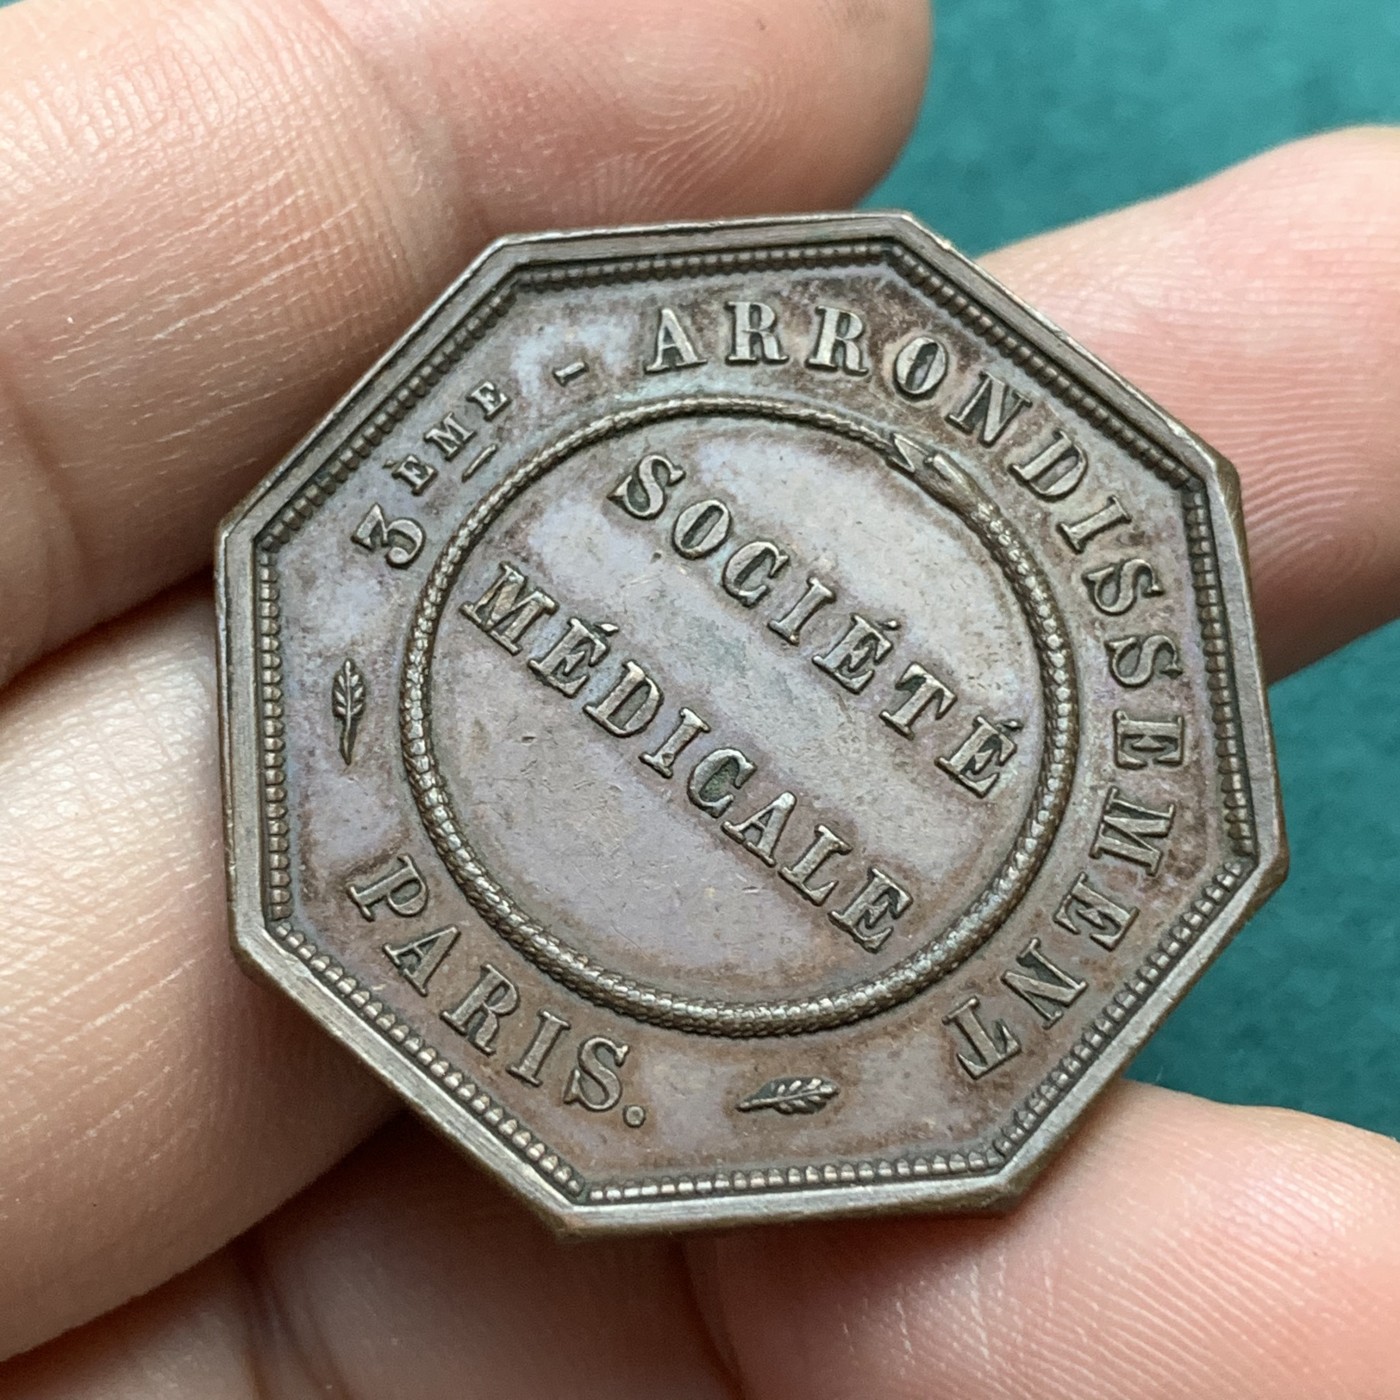 3ÈME - ARRONDISSEMENT
SOCIÉTÉ
MÉDICALE
PARIS.